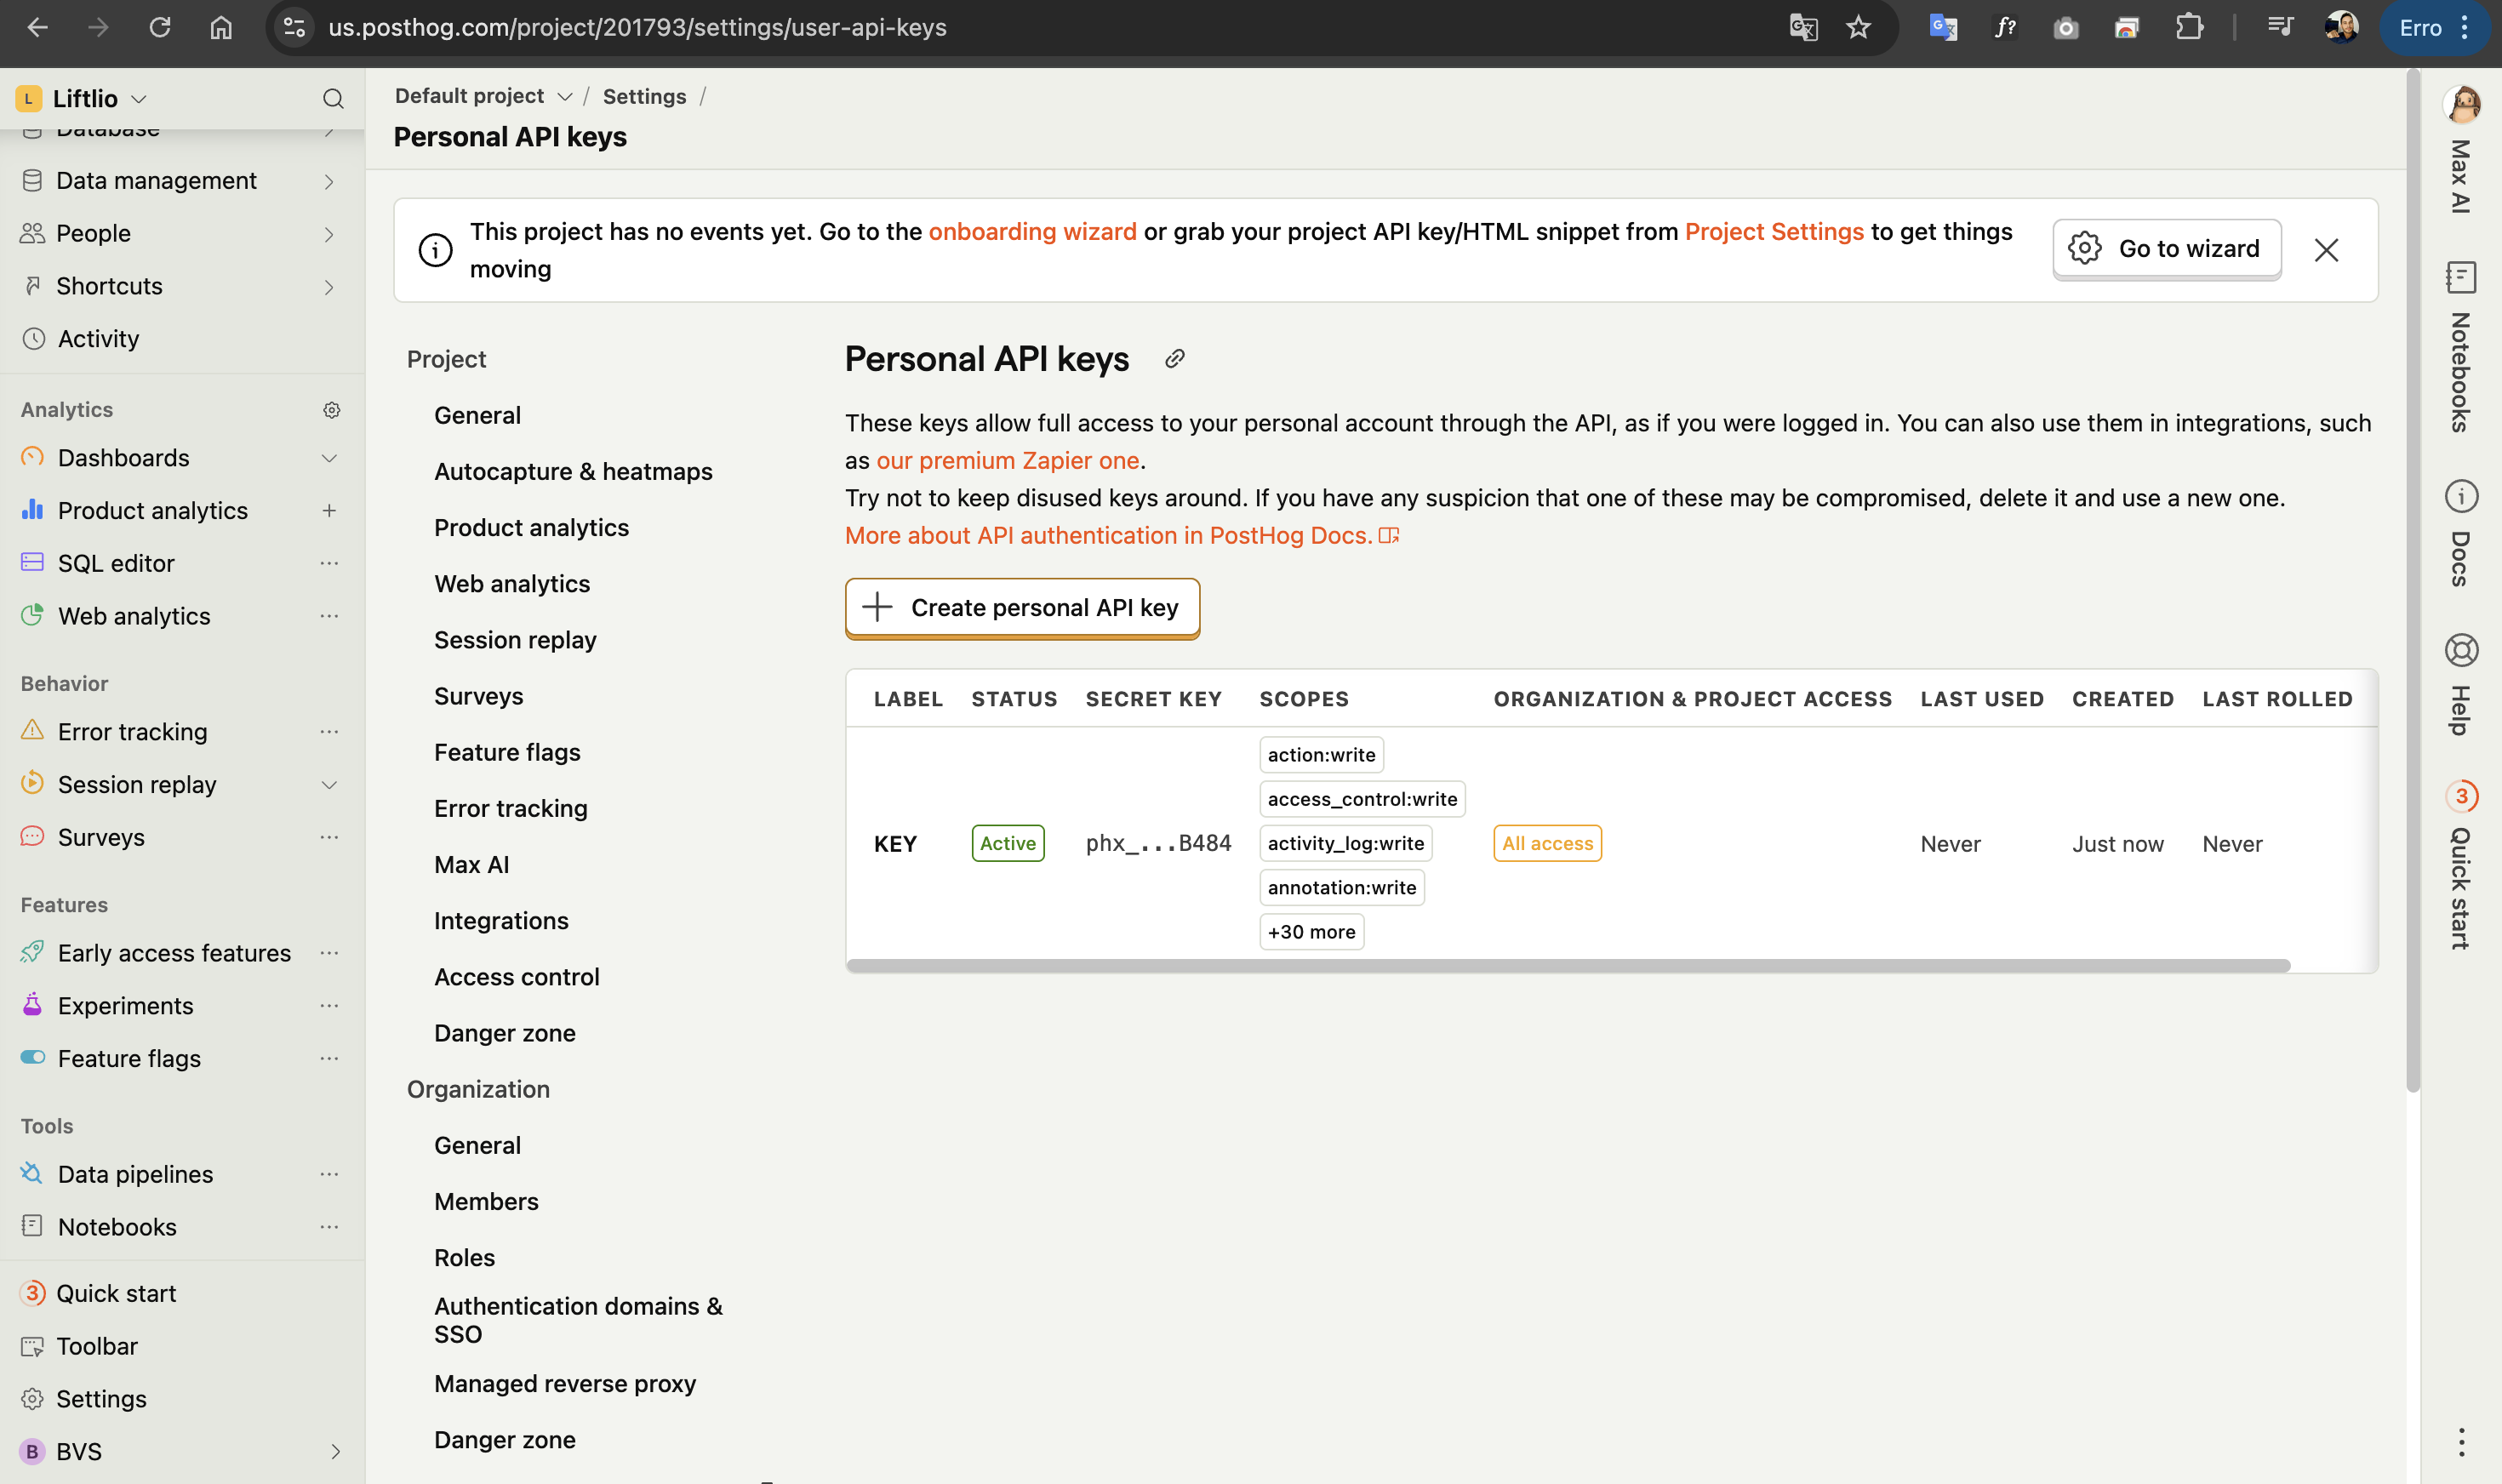 us.posthog.com/project/201793/settings/user-api-keys
f?
Erro
L
Liftlio
Database
Data management
People
Shortcuts
Activity
Analytics
Dashboards
Product analytics
SQL editor
Web analytics
Behavior
Error tracking
Session replay
Surveys
Features
Early access features
Experiments
Feature flags
Tools
Data pipelines
Notebooks
3 Quick start
Toolbar
Settings
B BVS
Default project / Settings /
Personal API keys
This project has no events yet. Go to the onboarding wizard or grab your project API key/HTML snippet from Project Settings to get things
moving
Go to wizard
Project
General
Autocapture & heatmaps
Product analytics
Web analytics
Session replay
Surveys
Feature flags
Error tracking
Max AI
Integrations
Access control
Danger zone
Organization
General
Members
Roles
Authentication domains &
SSO
Managed reverse proxy
Danger zone
Personal API keys
These keys allow full access to your personal account through the API, as if you were logged in. You can also use them in integrations, such
as our premium Zapier one.
Try not to keep disused keys around. If you have any suspicion that one of these may be compromised, delete it and use a new one.
More about API authentication in PostHog Docs.
Create personal API key
LABEL STATUS SECRET KEY SCOPES ORGANIZATION & PROJECT ACCESS LAST USED CREATED LAST ROLLED
action:write
access_control:write
KEY Active phx_...B484 activity_log:write All access Never Just now Never
annotation:write
+30 more
Max AI
Notebooks
Docs
Help
3
Quick start